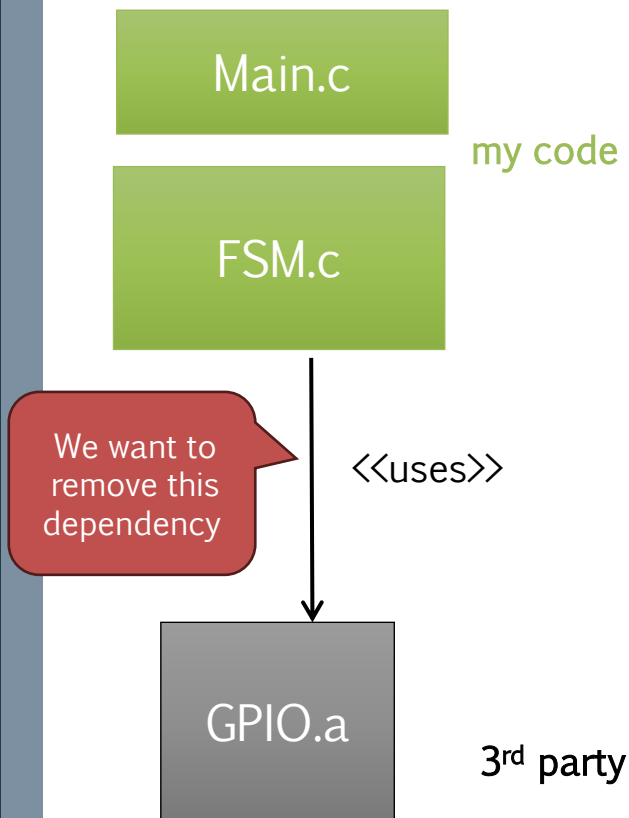 Main.c
my code
FSM.c
We want to
remove this
dependency
<<uses>>
GPIO.a
3rd party